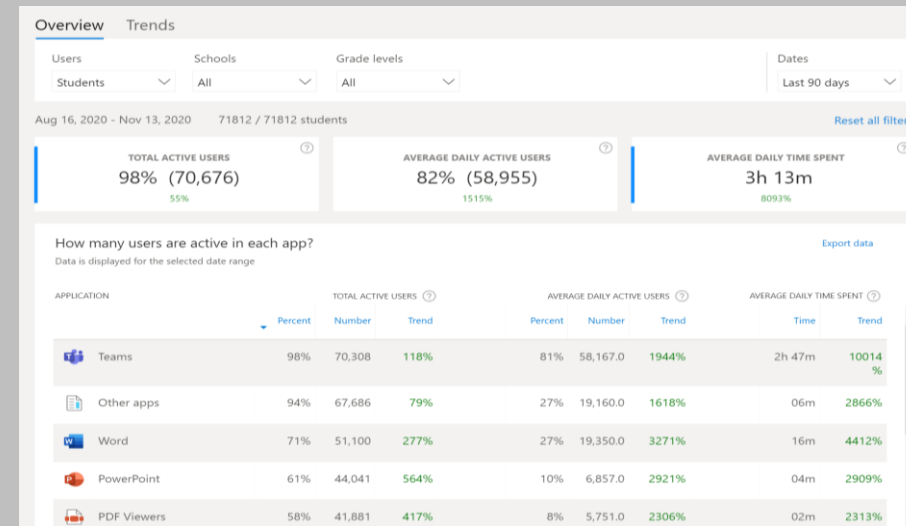 Overview Trends
Users Schools Grade levels Dates
Students All All Last 90 days
Aug 16, 2020 - Nov 13, 2020 71812 / 71812 students Reset all filter
TOTAL ACTIVE USERS AVERAGE DAILY ACTIVE USERS AVERAGE DAILY TIME SPENT
98% (70,676) 82% (58,955) 3h 13m
55% 1515% 8093%
How many users are active in each app? Export data
Data is displayed for the selected date range
APPLICATION TOTAL ACTIVE USERS AVERAGE DAILY ACTIVE USERS AVERAGE DAILY TIME SPENT
Percent Number Trend Percent Number Trend Time Trend
Teams 98% 70,308 118% 81% 58,167.0 1944% 2h 47m 10014
%
Other apps 94% 67,686 79% 27% 19,160.0 1618% 06m 2866%
Word 71% 51,100 277% 27% 19,350.0 3271% 16m 4412%
PowerPoint 61% 44,041 564% 10% 6,857.0 2921% 04m 2909%
PDF Viewers 58% 41,881 417% 8% 5,751.0 2306% 02m 2313%